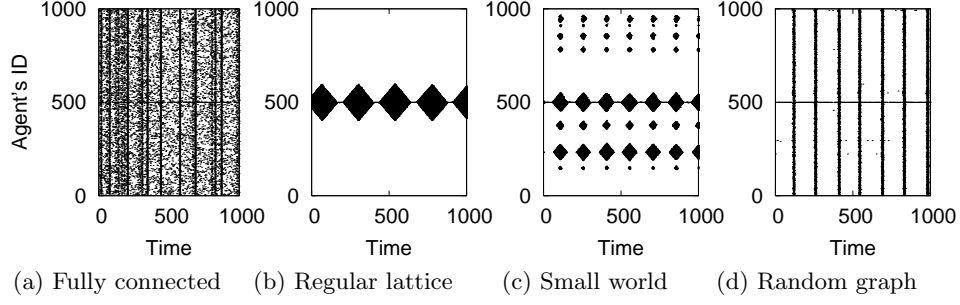 1000 1000 1000 1000
Agent's ID
500 500 500 500
0 0 0 0
0 500 1000 0 500 1000 0 500 1000 0 500 1000
Time Time Time Time
(a) Fully connected (b) Regular lattice (c) Small world (d) Random graph